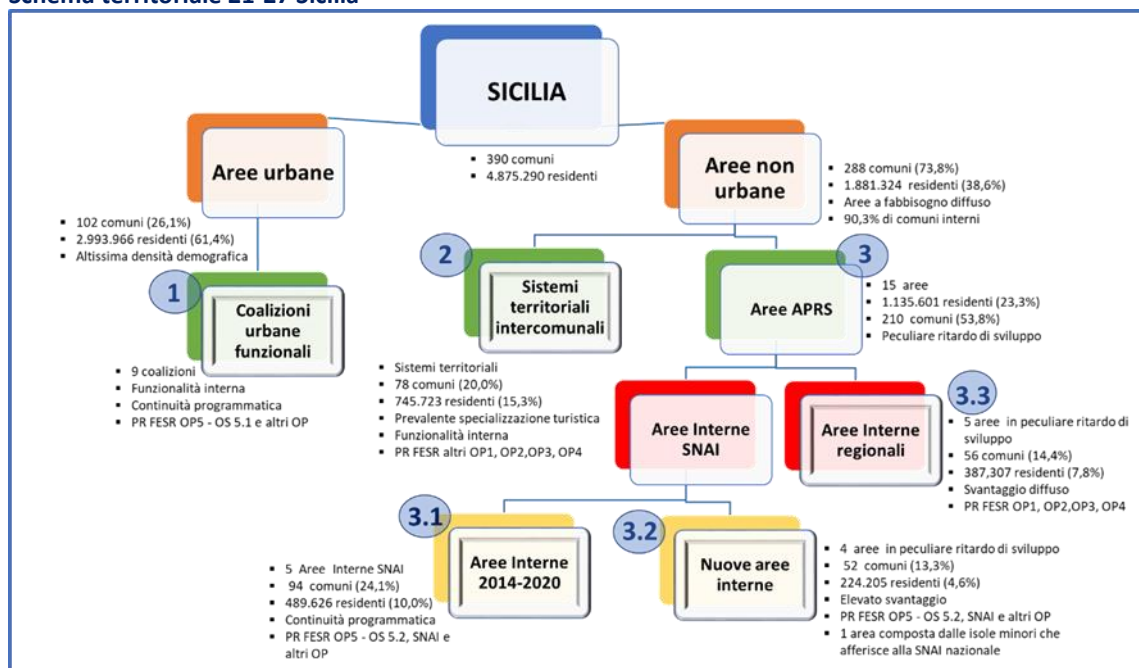 Schema territoriale 21-27 Sicilia
SICILIA
▪ 390 comuni
▪ 4.875.290 residenti
Aree urbane
▪ 102 comuni (26,1%)
▪ 2.993.966 residenti (61,4%)
▪ Altissima densità demografica
Aree non
urbane
▪ 288 comuni (73,8%)
▪ 1.881.324 residenti (38,6%)
▪ Aree a fabbisogno diffuso
▪ 90,3% di comuni interni
1
Coalizioni
urbane
funzionali
▪ 9 coalizioni
▪ Funzionalità interna
▪ Continuità programmatica
▪ PR FESR OP5 - OS 5.1 e altri OP
2
Sistemi
territoriali
intercomunali
▪ Sistemi territoriali
▪ 78 comuni (20,0%)
▪ 745.723 residenti (15,3%)
▪ Prevalente specializzazione turistica
▪ Funzionalità interna
▪ PR FESR altri OP1, OP2,OP3, OP4
3
Aree APRS
▪ 15 aree
▪ 1.135.601 residenti (23,3%)
▪ 210 comuni (53,8%)
▪ Peculiare ritardo di sviluppo
Aree Interne
SNAI
Aree Interne
regionali
3.3
▪ 5 aree in peculiare ritardo di
sviluppo
▪ 56 comuni (14,4%)
▪ 387,307 residenti (7,8%)
▪ Svantaggio diffuso
▪ PR FESR OP1, OP2,OP3, OP4
3.1
Aree Interne
2014-2020
▪ 5 Aree Interne SNAI
▪ 94 comuni (24,1%)
▪ 489.626 residenti (10,0%)
▪ Continuità programmatica
▪ PR FESR OP5 - OS 5.2, SNAI e
altri OP
3.2
Nuove aree
interne
▪ 4 aree in peculiare ritardo di sviluppo
▪ 52 comuni (13,3%)
▪ 224.205 residenti (4,6%)
▪ Elevato svantaggio
▪ PR FESR OP5 - OS 5.2, SNAI e altri OP
▪ 1 area composta dalle isole minori che
afferisce alla SNAI nazionale